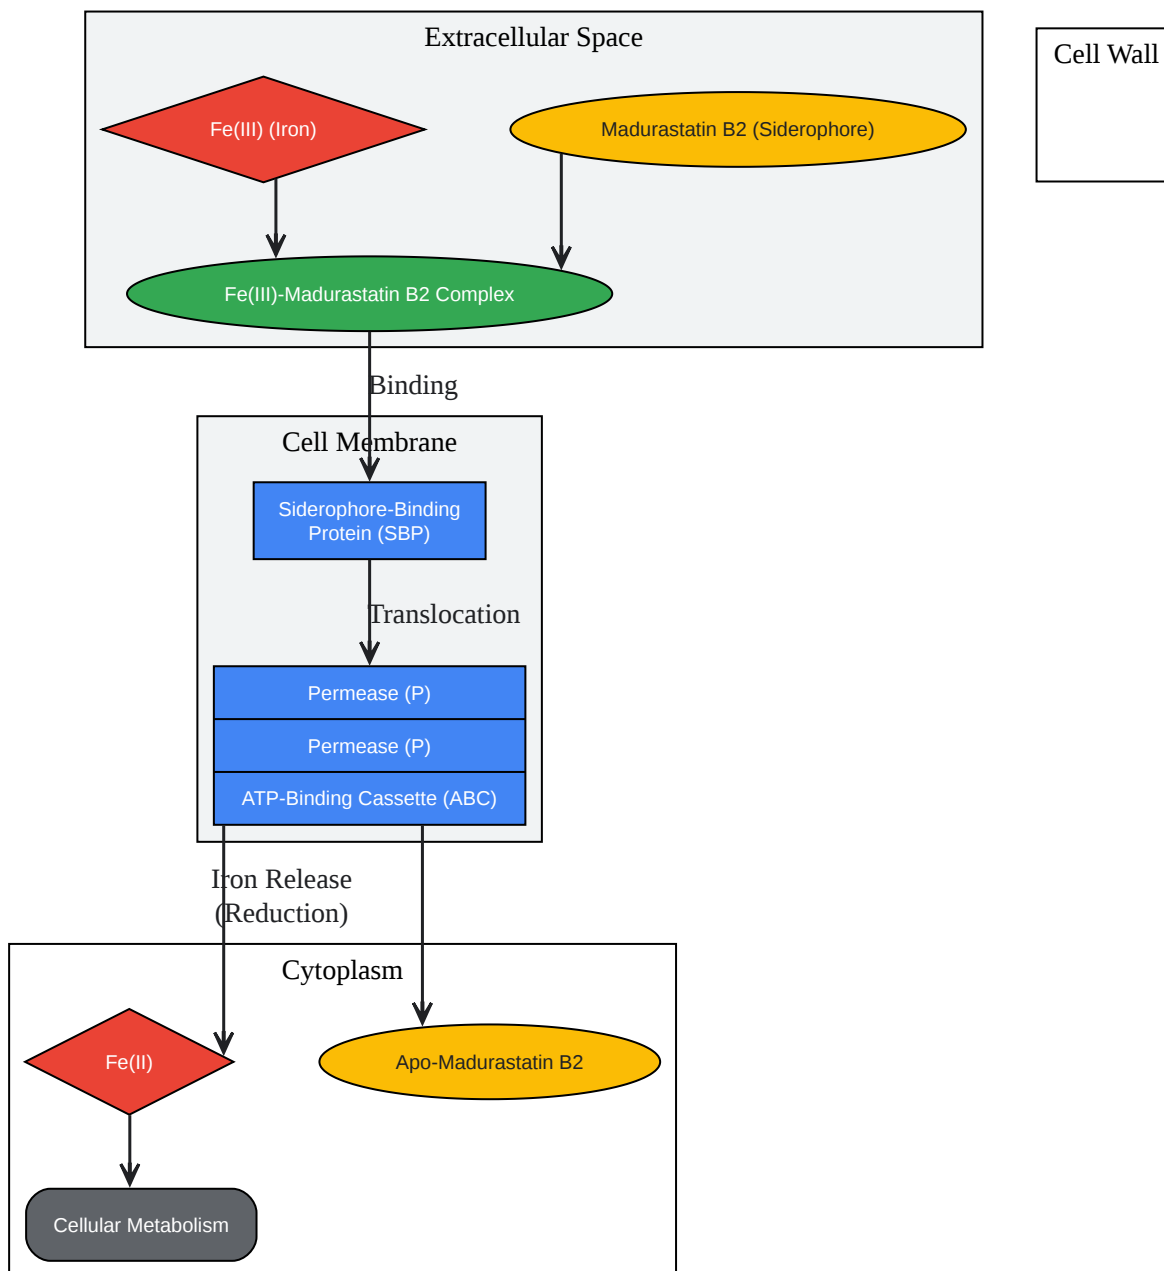 Extracellular Space
Cell Wall
Fe(III) (Iron)
Madurastatin B2 (Siderophore)
Fe(III)-Madurastatin B2 Complex
Binding
Cell Membrane
Siderophore-Binding
Protein (SBP)
Translocation
Permease (P)
Permease (P)
ATP-Binding Cassette (ABC)
Iron Release
(Reduction)
Cytoplasm
Fe(II)
Apo-Madurastatin B2
Cellular Metabolism